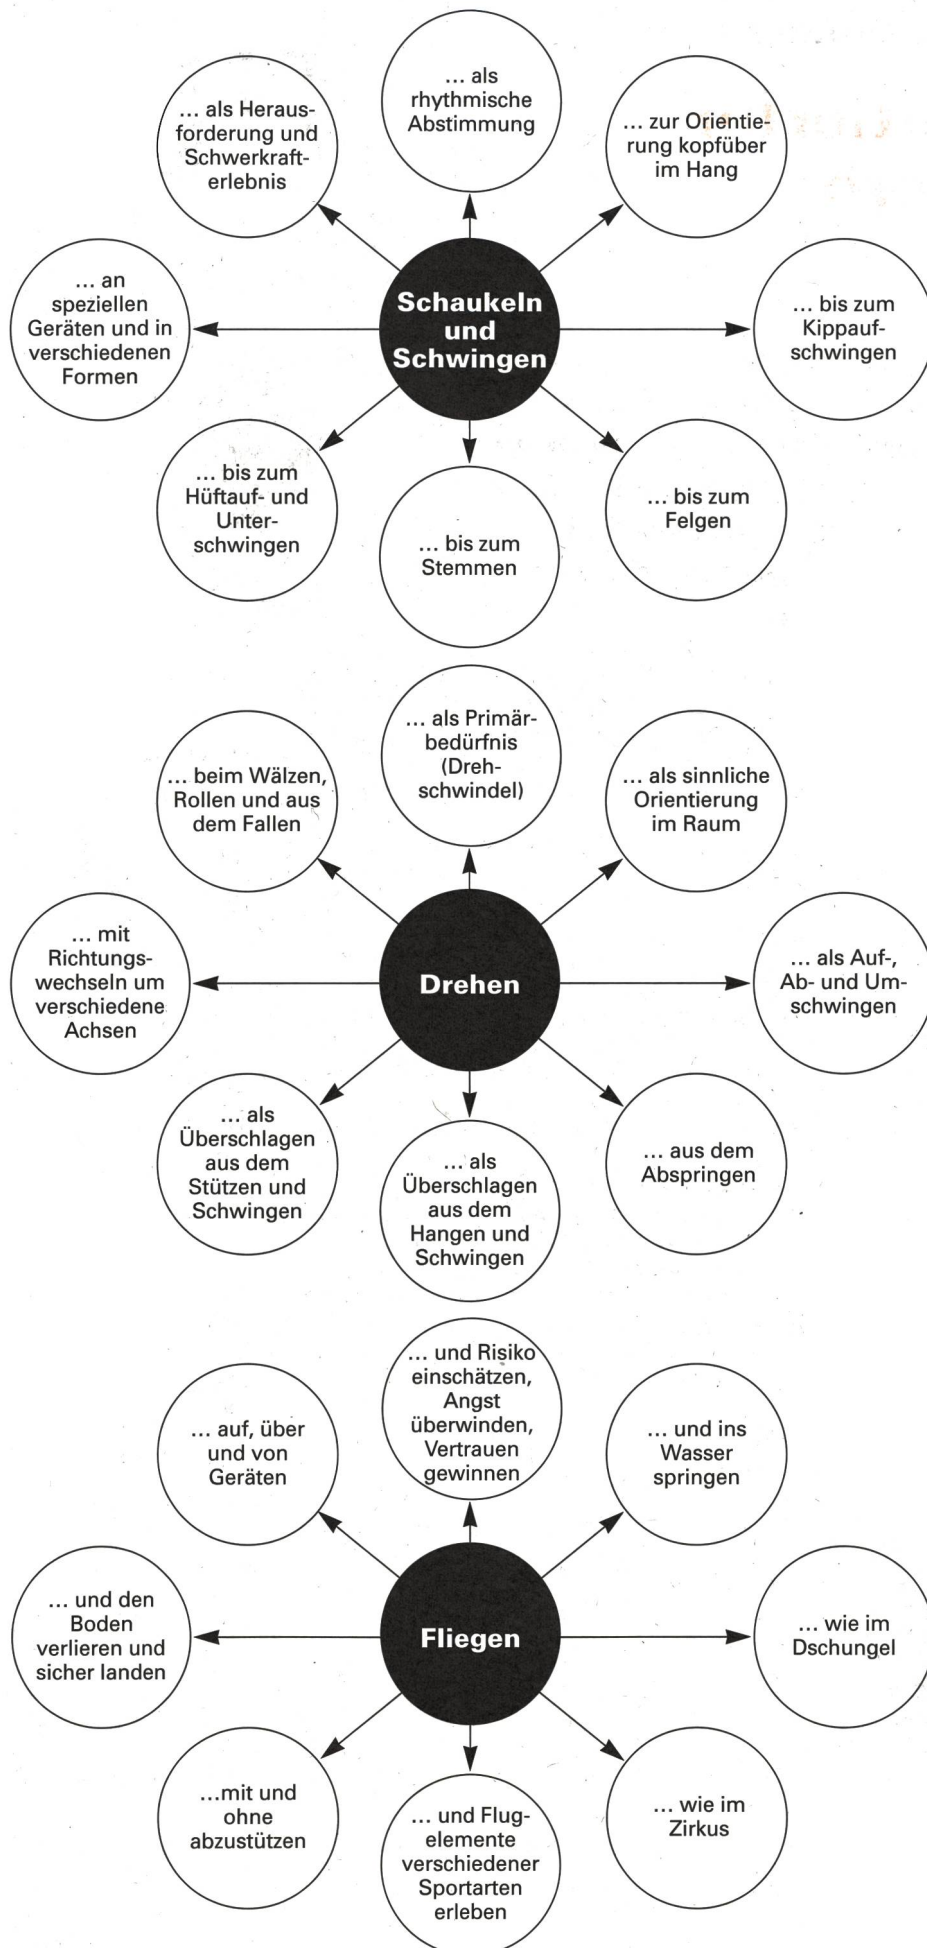 … als
rhythmische
Abstimmung
… als Heraus-
forderung und
Schwerkraft-
erlebnis
… zur Orientie-
rung kopfüber
im Hang
… an
speziellen
Geräten und in
verschiedenen
Formen
Schaukeln
und
Schwingen
… bis zum
Kippauf-
schwingen
… bis zum
Hüftauf- und
Unter-
schwingen
… bis zum
Stemmen
… bis zum
Felgen
… als Primär-
bedürfnis
(Dreh-
schwindel)
… beim Wälzen,
Rollen und aus
dem Fallen
… als sinnliche
Orientierung
im Raum
… mit
Richtungs-
wechseln um
verschiedene
Achsen
Drehen
… als Auf-,
Ab- und Um-
schwingen
… als
Überschlagen
aus dem
Stützen und
Schwingen
… als
Überschlagen
aus dem
Hangen und
Schwingen
… aus dem
Abspringen
… und Risiko
einschätzen,
Angst
überwinden,
Vertrauen
gewinnen
… auf, über
und von
Geräten
… und ins
Wasser
springen
… und den
Boden
verlieren und
sicher landen
Fliegen
… wie im
Dschungel
…mit und
ohne
abzustützen
… und Flug-
elemente
verschiedener
Sportarten
erleben
… wie im
Zirkus